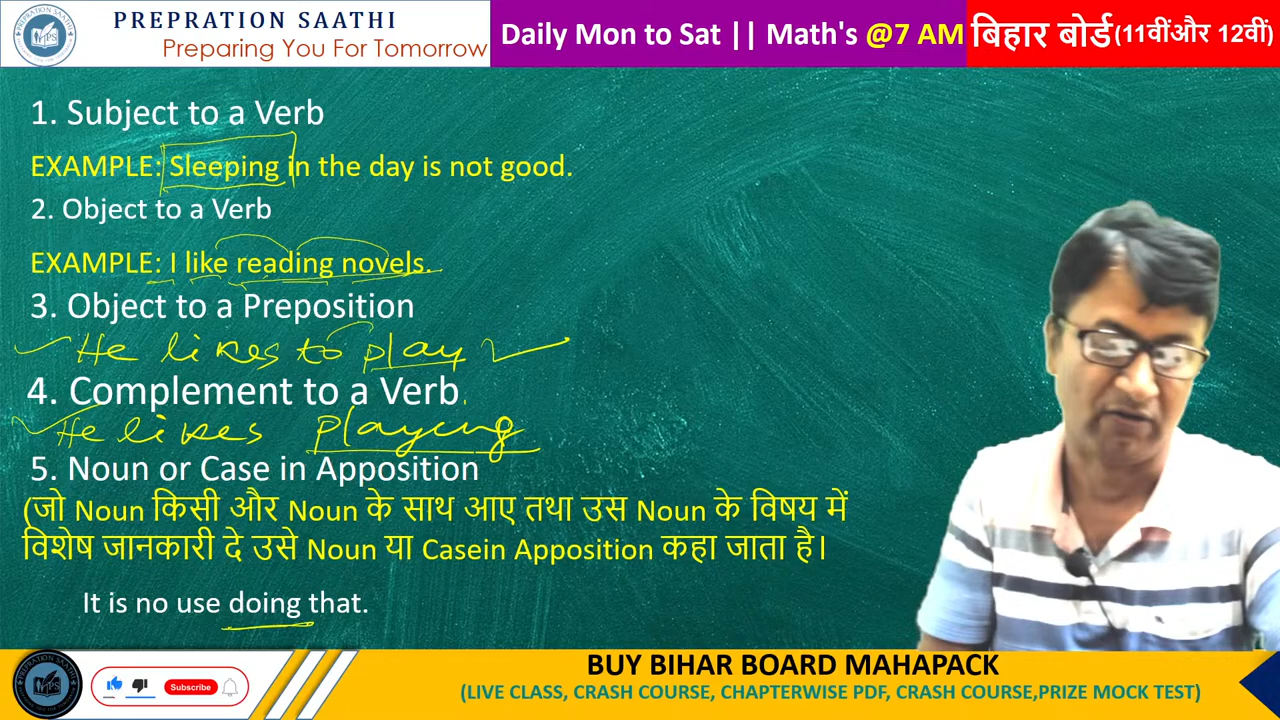 PREPRATION SAATHI
Preparing You For Tomorrow
Daily Mon to Sat || Math's @7 AM
बिहार बोर्ड(11वींऔर 12वीं)
1. Subject to a Verb
EXAMPLE: Sleeping in the day is not good.
2. Object to a Verb
EXAMPLE: I like reading novels.
3. Object to a Preposition
He likes to play
4. Complement to a Verb
He likes playing
5. Noun or Case in Apposition
(जो Noun किसी और Noun के साथ आए तथा उस Noun के विषय में
विशेष जानकारी दे उसे Noun या Casein Apposition कहा जाता है।
It is no use doing that.
Subscribe
BUY BIHAR BOARD MAHAPACK
(LIVE CLASS, CRASH COURSE, CHAPTERWISE PDF, CRASH COURSE,PRIZE MOCK TEST)